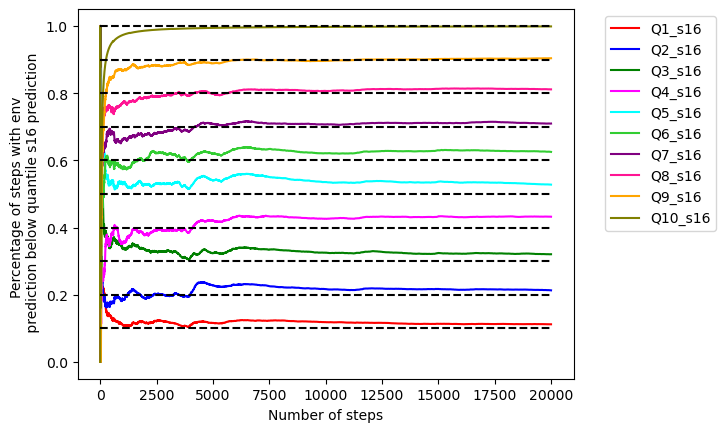 1.0
0.8
0.6
0.4
0.2
0.0
Percentage of steps with env
prediction below quantile s16 prediction
0
2500
5000
7500
10000
12500
15000
17500
20000
Number of steps
Q1_s16
Q2_s16
Q3_s16
Q4_s16
Q5_s16
Q6_s16
Q7_s16
Q8_s16
Q9_s16
Q10_s16